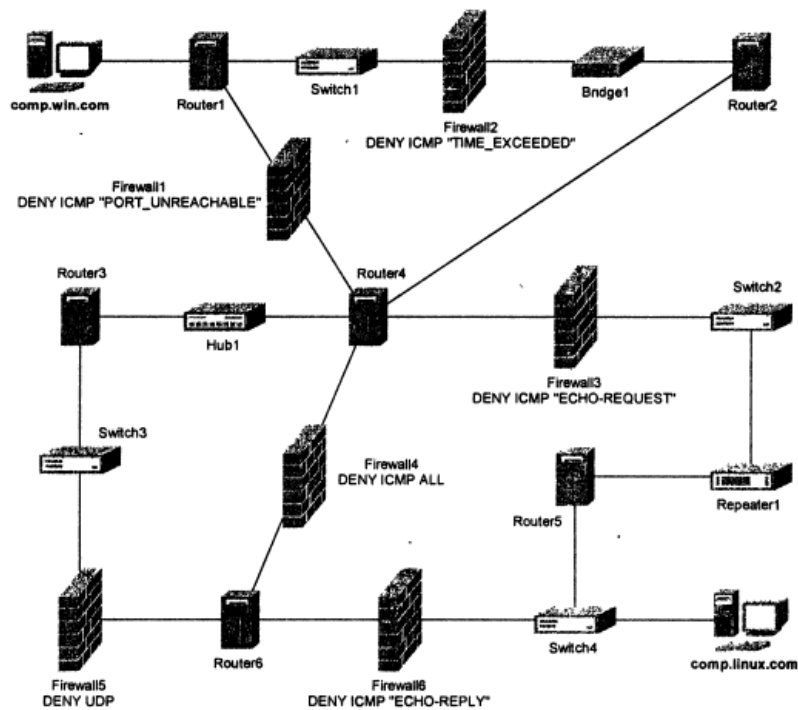 comp.win.com
Router1
Switch1
Firewall2
DENY ICMP "TIME_EXCEEDED"
Bridge1
Router2
Firewall1
DENY ICMP "PORT_UNREACHABLE"
Router3
Hub1
Router4
Switch2
Firewall3
DENY ICMP "ECHO-REQUEST"
Switch3
Firewall4
DENY ICMP ALL
Router5
Repeater1
Firewall5
DENY UDP
Router6
Firewall6
DENY ICMP "ECHO-REPLY"
Switch4
comp.linux.com